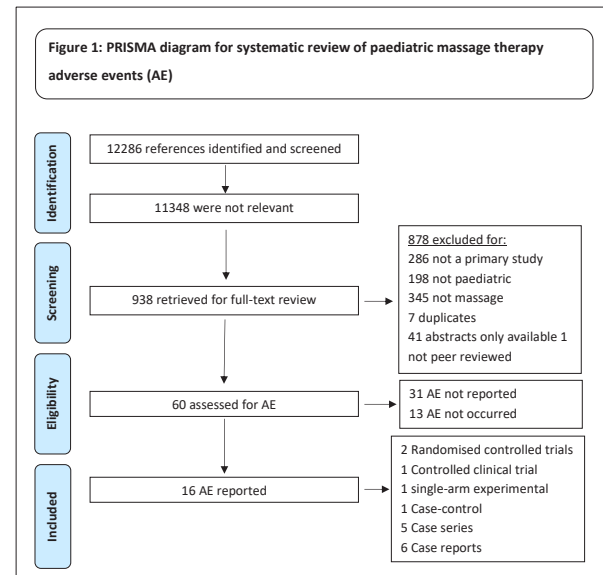 Figure 1: PRISMA diagram for systematic review of paediatric massage therapy
adverse events (AE)
Identification
12286 references identified and screened
11348 were not relevant
Screening
938 retrieved for full-text review
878 excluded for:
286 not a primary study
198 not paediatric
345 not massage
7 duplicates
41 abstracts only available 1
not peer reviewed
Eligibility
60 assessed for AE
31 AE not reported
13 AE not occurred
Included
16 AE reported
2 Randomised controlled trials
1 Controlled clinical trial
1 single-arm experimental
1 Case-control
5 Case series
6 Case reports